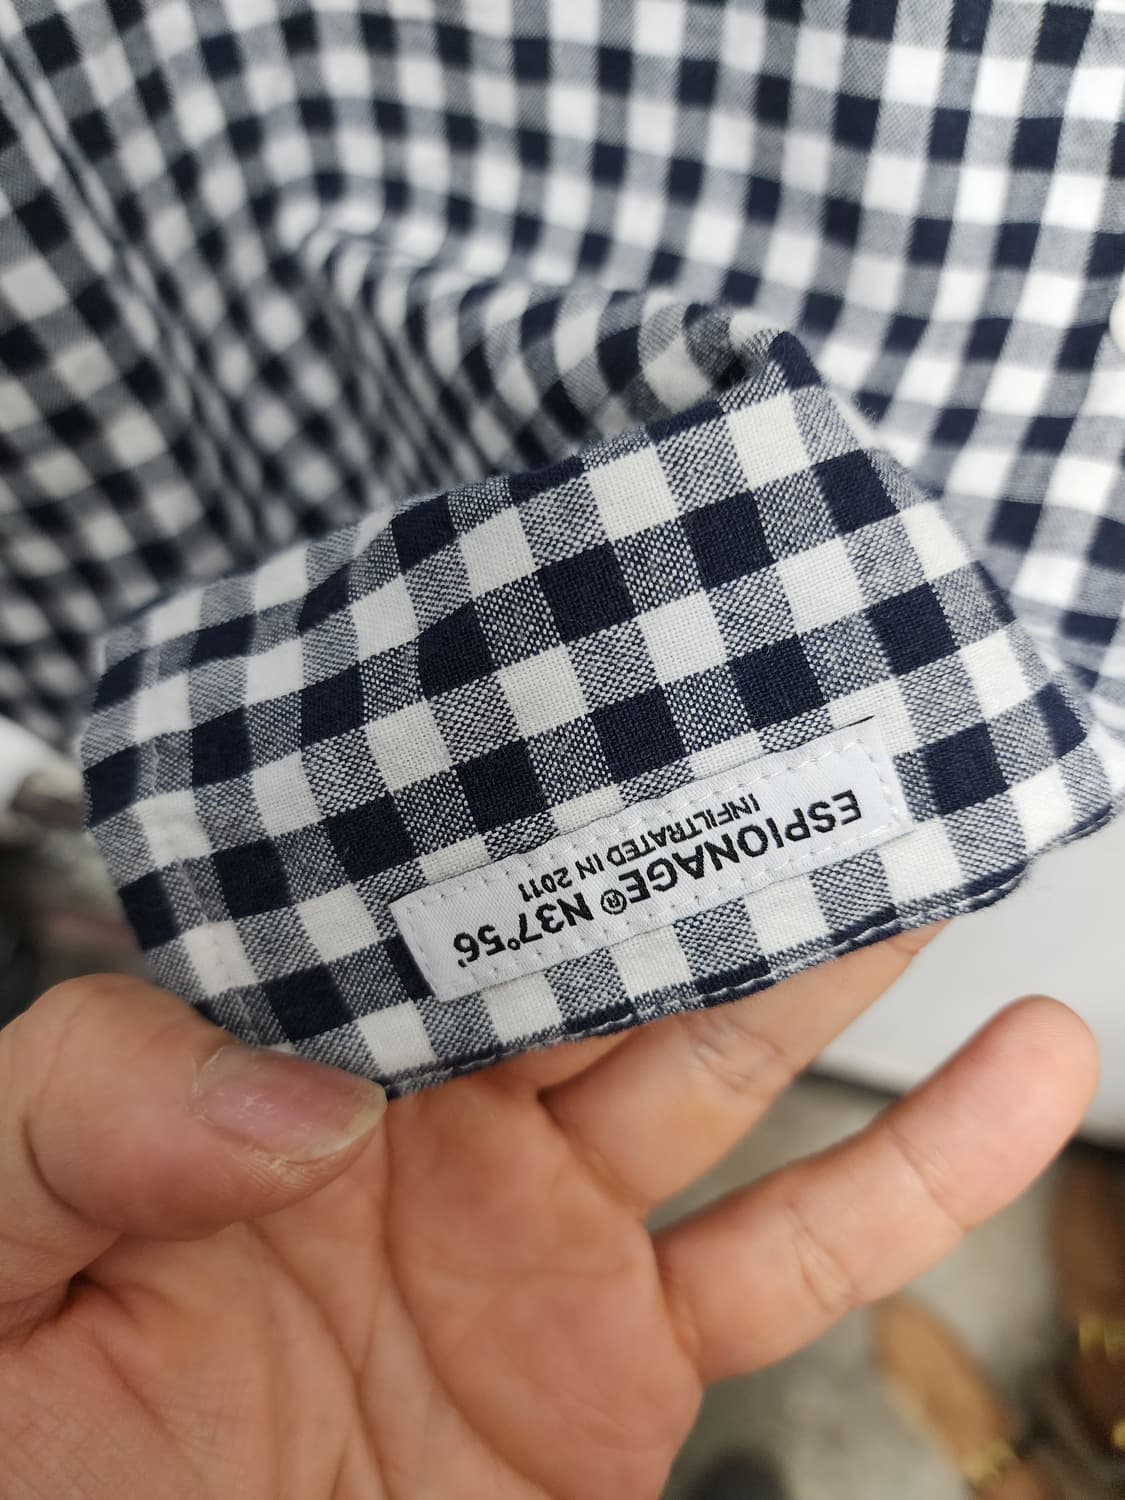 ESPIONAGE® N37°56'
INFILTRATED IN 2011